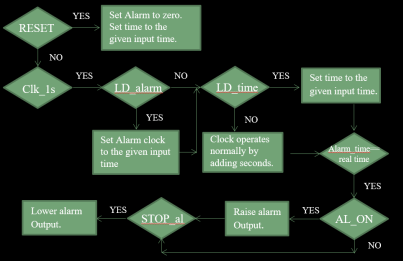 RESET
YES
Set Alarm to zero.
Set time to the
given input time.
NO
Clk_1s
YES
LD_alarm
NO
LD_time
YES
Set time to the
given input time.
YES
Set Alarm clock
to the given input
time
NO
Clock operates
normally by
adding seconds.
Alarm_time==
real time
YES
AL_ON
YES
Raise alarm
Output.
STOP_al
YES
Lower alarm
Output.
NO